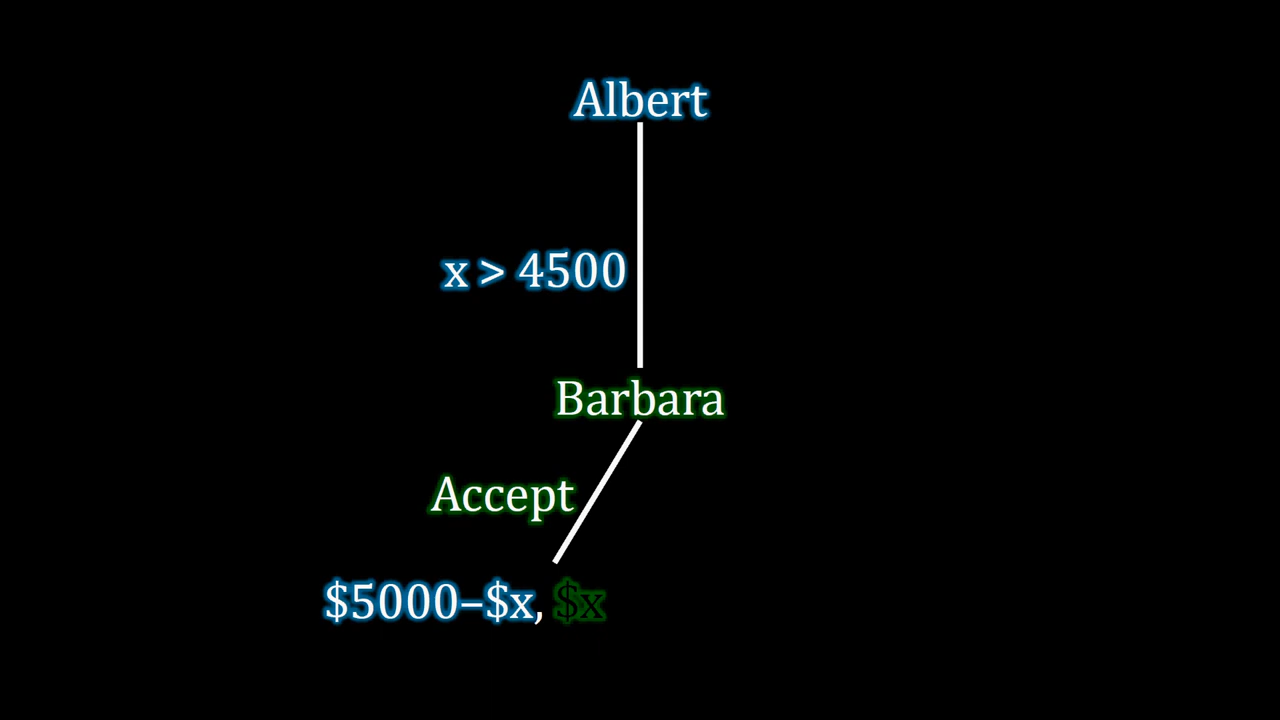 Albert
x > 4500
Barbara
Accept
$5000–$x, $x